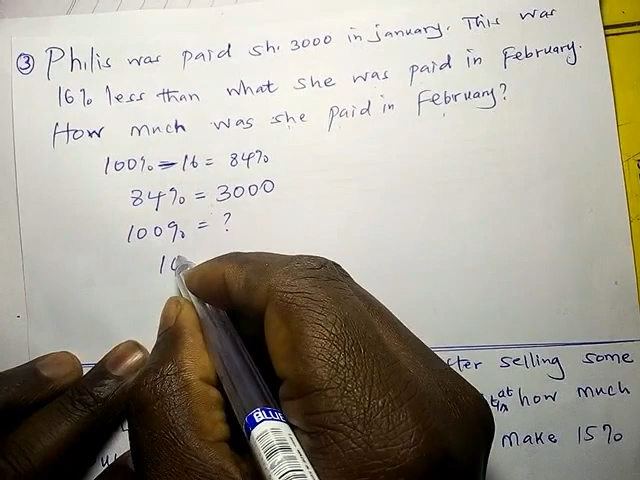 ③ Philis was paid sh. 3000 in january. This was
16% less than what she was paid in February.
How much was she paid in February?
100% - 16 = 84%
84% = 3000
100% = ?
10
selling some
at how much
make 15%
BLUE